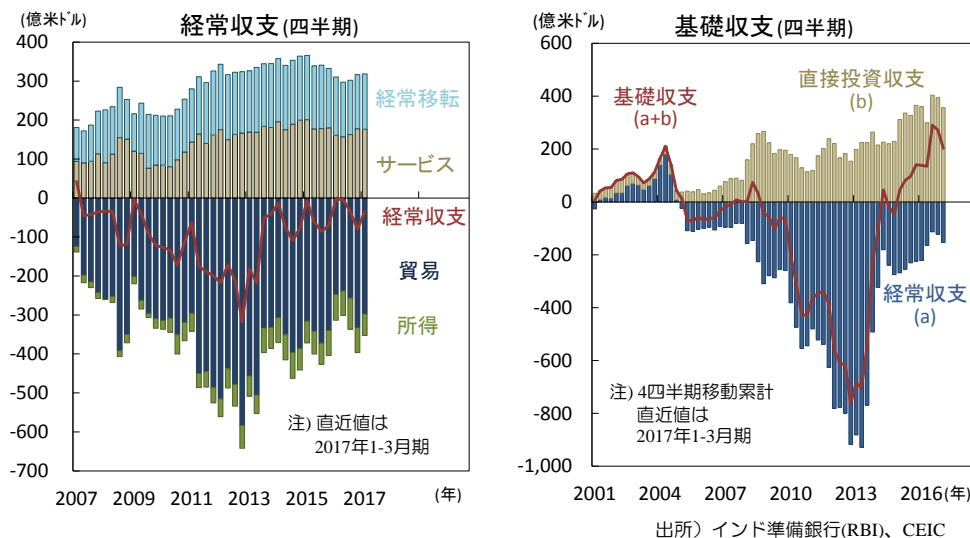 (億米ﾄﾞﾙ)
経常収支(四半期)
400
300
200
100
0
-100
-200
-300
-400
-500
-600
-700
経常移転
サービス
経常収支
貿易
所得
注) 直近値は
2017年1-3月期
2007
2009
2011
2013
2015
2017
(年)
(億米ﾄﾞﾙ)
基礎収支(四半期)
600
400
200
0
-200
-400
-600
-800
-1,000
基礎収支
(a+b)
直接投資収支
(b)
経常収支
(a)
注) 4四半期移動累計
直近値は
2017年1-3月期
2001
2004
2007
2010
2013
2016
(年)
出所）インド準備銀行(RBI)、CEIC